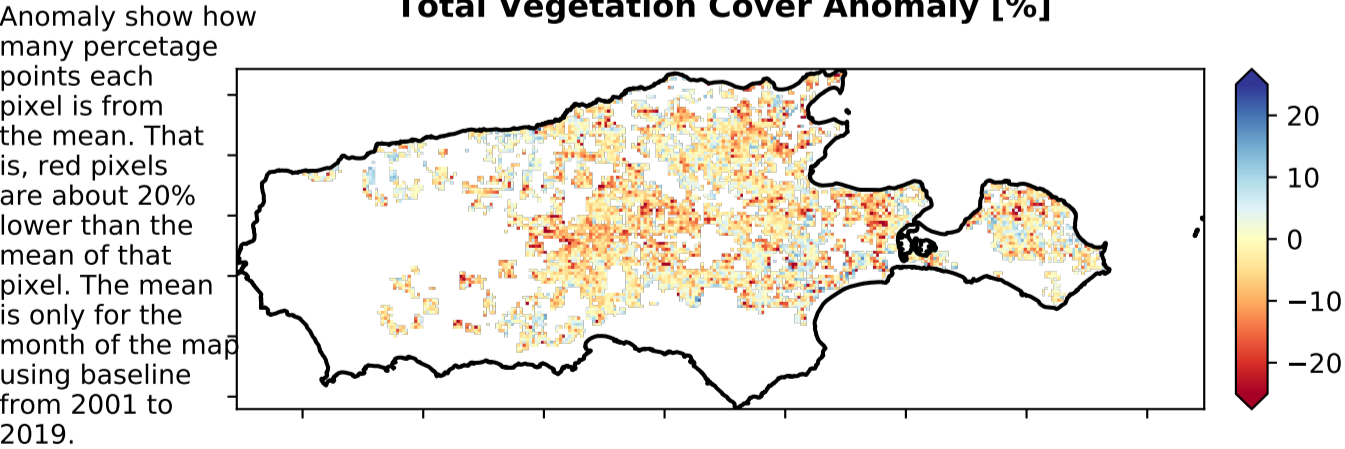 Total Vegetation Cover Anomaly [%]
Anomaly show how
many percetage
points each
pixel is from
the mean. That
is, red pixels
are about 20%
lower than the
mean of that
pixel. The mean
is only for the
month of the map
using baseline
from 2001 to
2019.
20
10
0
−10
−20